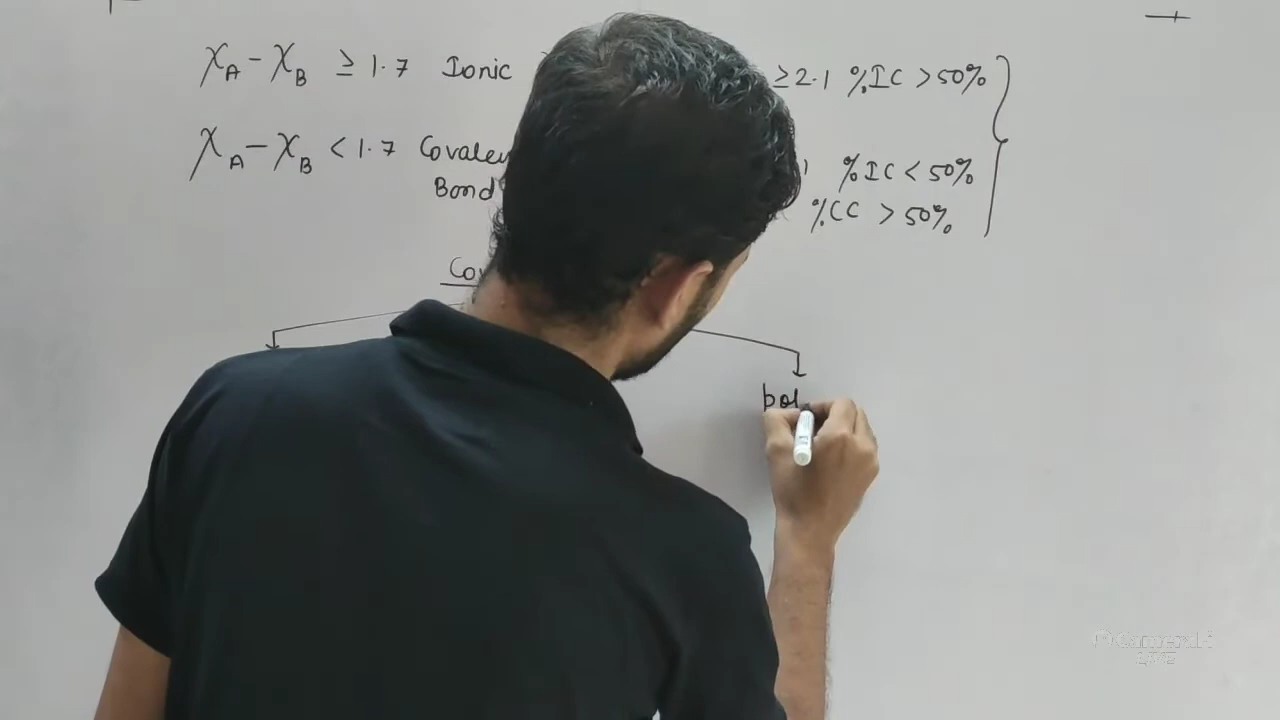 χA - χB ≥ 1.7 Ionic ≥2.1 %IC > 50%
χA - χB < 1.7 Covalen %IC < 50%
Bond %CC > 50%
Cov
pol